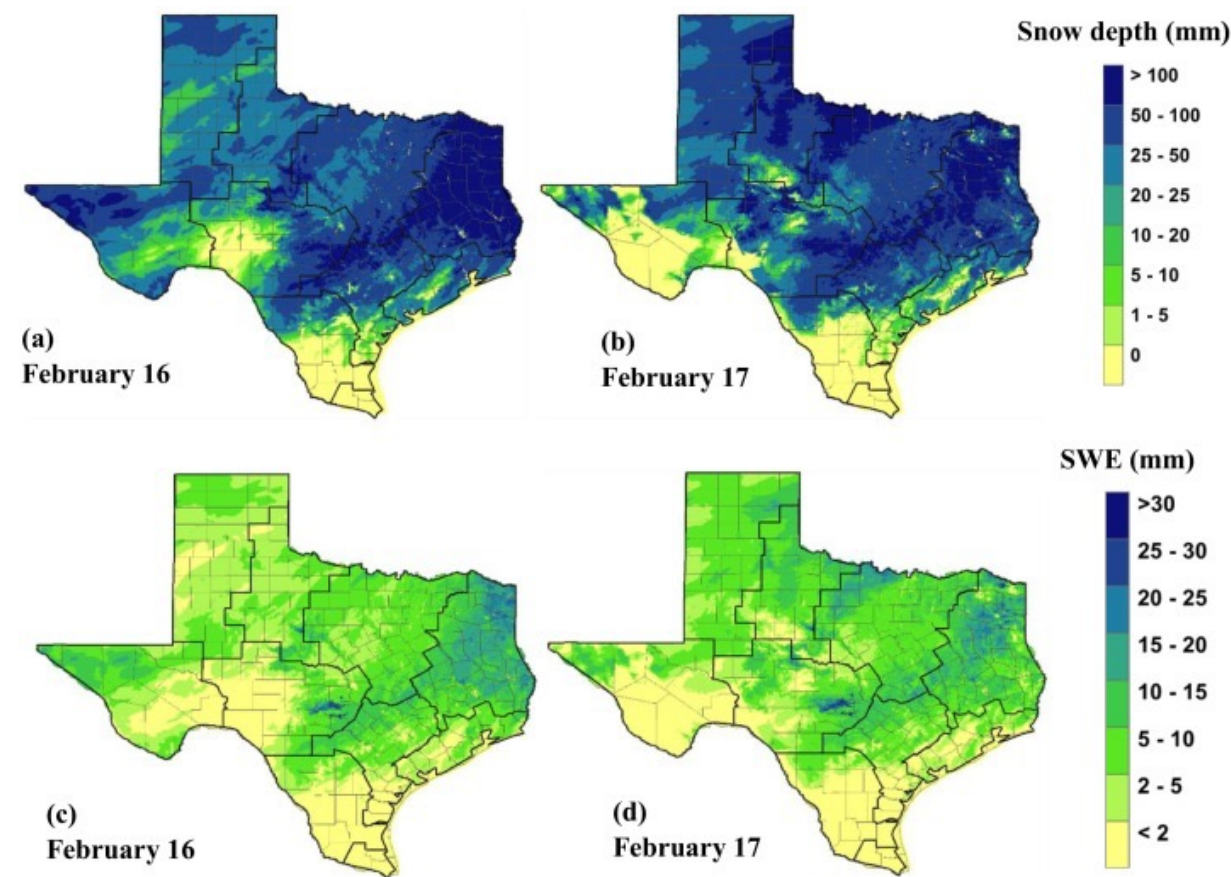 Snow depth (mm)
> 100
50 - 100
25 - 50
20 - 25
10 - 20
5 - 10
1 - 5
0
(a)
February 16
(b)
February 17
SWE (mm)
>30
25 - 30
20 - 25
15 - 20
10 - 15
5 - 10
2 - 5
< 2
(c)
February 16
(d)
February 17